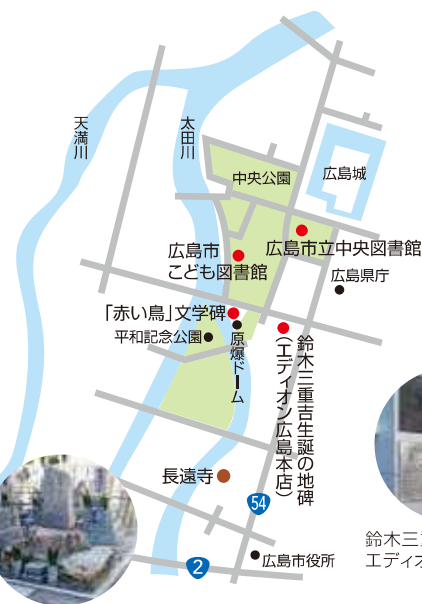 天満川
太田川
中央公園
広島城
広島市
こども図書館
広島市立中央図書館
広島県庁
「赤い鳥」文学碑
平和記念公園
原爆ドーム
鈴木三重吉生誕の地碑
（エディオン広島本店）
長遠寺
54
2
広島市役所
鈴木三
エディオ